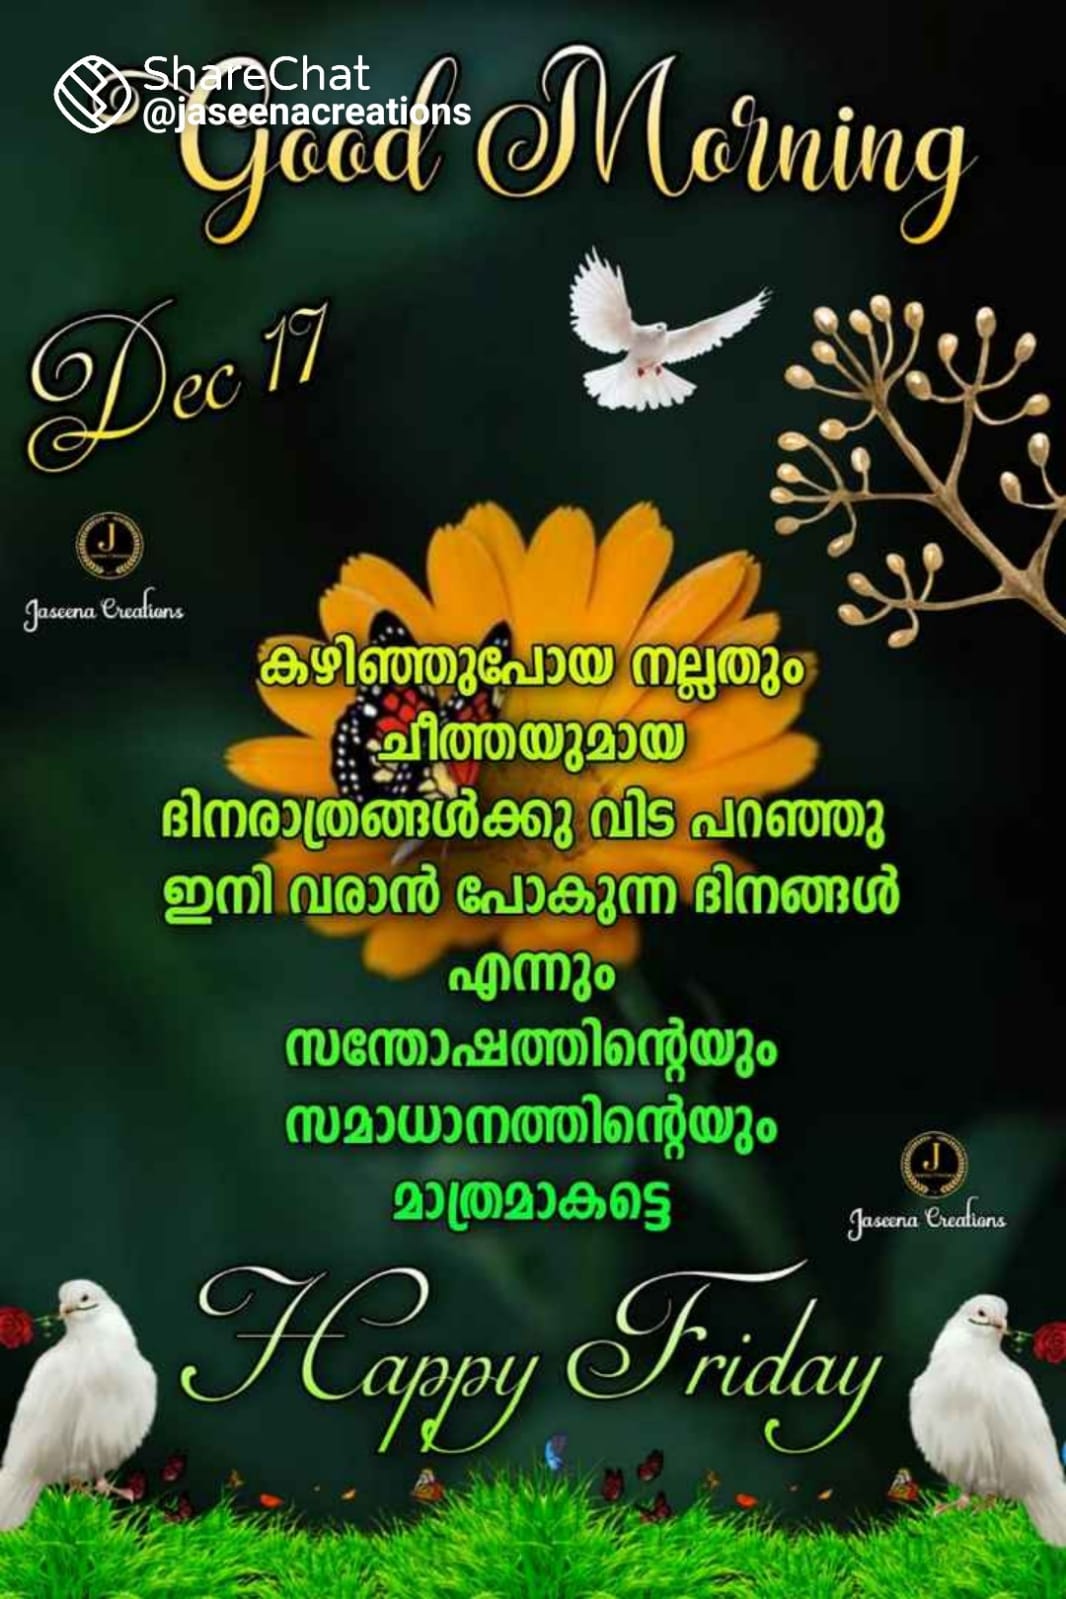 ShareChat
@jaseenacreations
Good Morning
Dec 17
J
Jaseena Creations
കഴിഞ്ഞുപോയ നല്ലതും
ചീത്തയുമായ
ദിനരാത്രങ്ങൾക്കു വിട പറഞ്ഞു
ഇനി വരാൻ പോകുന്ന ദിനങ്ങൾ
എന്നും
സന്തോഷത്തിന്റെയും
സമാധാനത്തിന്റെയും
മാത്രമാകട്ടെ
J
Jaseena Creations
Happy Friday